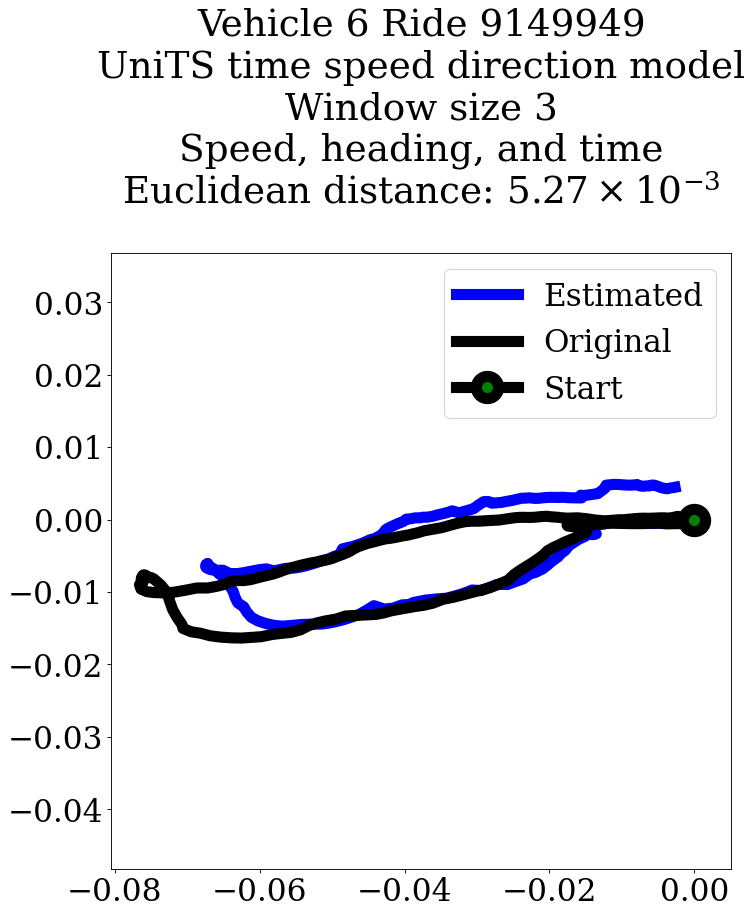 Vehicle 6 Ride 9149949
UniTS time speed direction model
Window size 3
Speed, heading, and time
Euclidean distance: 5.27 × 10⁻³
Estimated
Original
Start
0.03
0.02
0.01
0.00
−0.01
−0.02
−0.03
−0.04
−0.08
−0.06
−0.04
−0.02
0.00